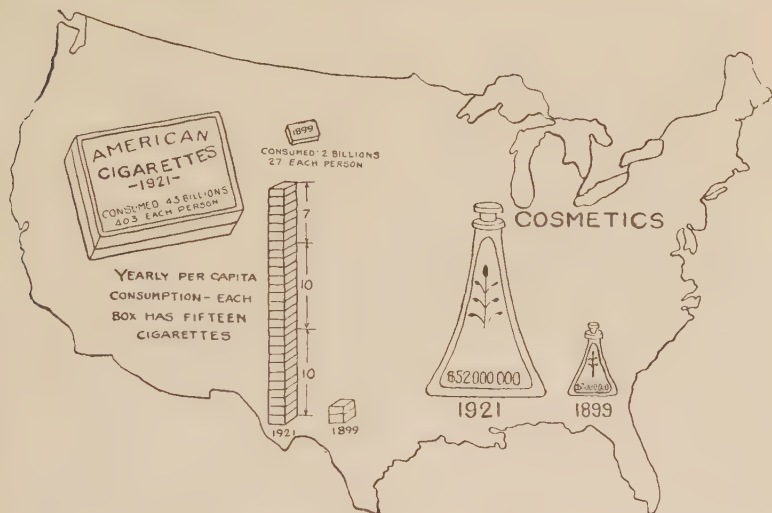 AMERICAN
CIGARETTES
-1921-
CONSUMED 43 BILLIONS
403 EACH PERSON
1899
CONSUMED 2 BILLIONS
27 EACH PERSON
YEARLY PER CAPITA
CONSUMPTION - EACH
BOX HAS FIFTEEN
CIGARETTES
7
10
10
1921
1899
COSMETICS
852000000
1921
1899